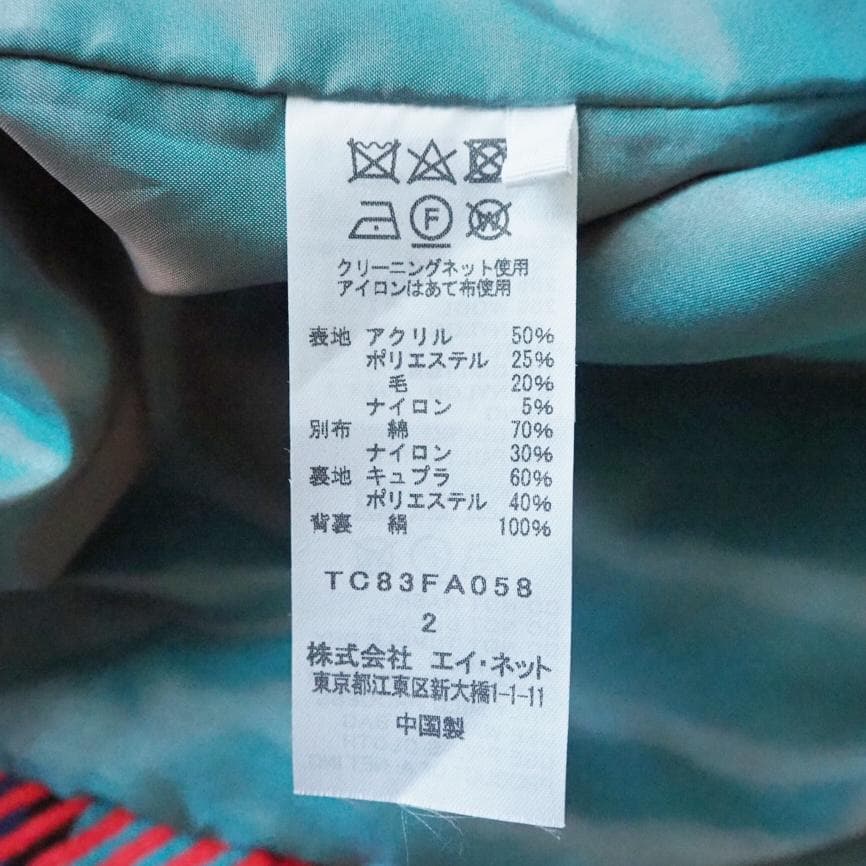 F W
クリーニングネット使用
アイロンはあて布使用
表地 アクリル 50%
ポリエステル 25%
毛 20%
ナイロン 5%
別布 綿 70%
ナイロン 30%
裏地 キュプラ 60%
ポリエステル 40%
背裏 絹 100%
TC83FA058
2
株式会社 エイ・ネット
東京都江東区新大橋1-1-11
中国製